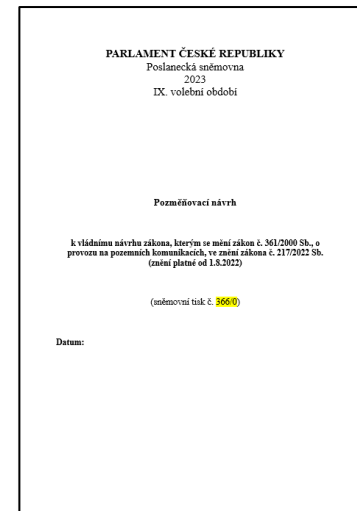 PARLAMENT ČESKÉ REPUBLIKY
Poslanecká sněmovna
2023
IX. volební období
Pozměňovací návrh
k vládnímu návrhu zákona, kterým se mění zákon č. 361/2000 Sb., o
provozu na pozemních komunikacích, ve znění zákona č. 217/2022 Sb.
(znění platné od 1.8.2022)
(sněmovní tisk č. 366/0)
Datum: